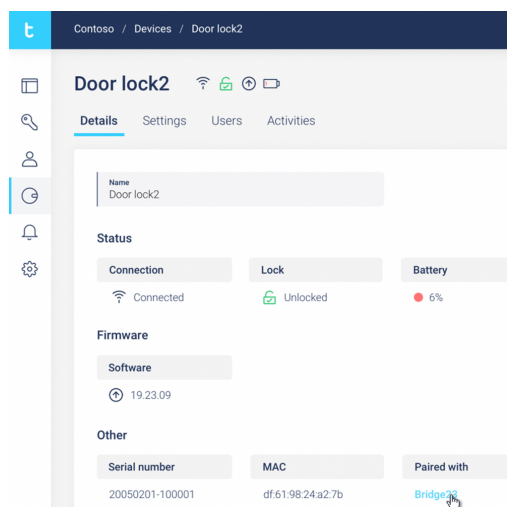 t
Contoso / Devices / Door lock2
Door lock2
Details Settings Users Activities
Name
Door lock2
Status
Connection Lock Battery
Connected Unlocked 6%
Firmware
Software
19.23.09
Other
Serial number MAC Paired with
20050201-100001 df:61:98:24:a2:7b Bridge23